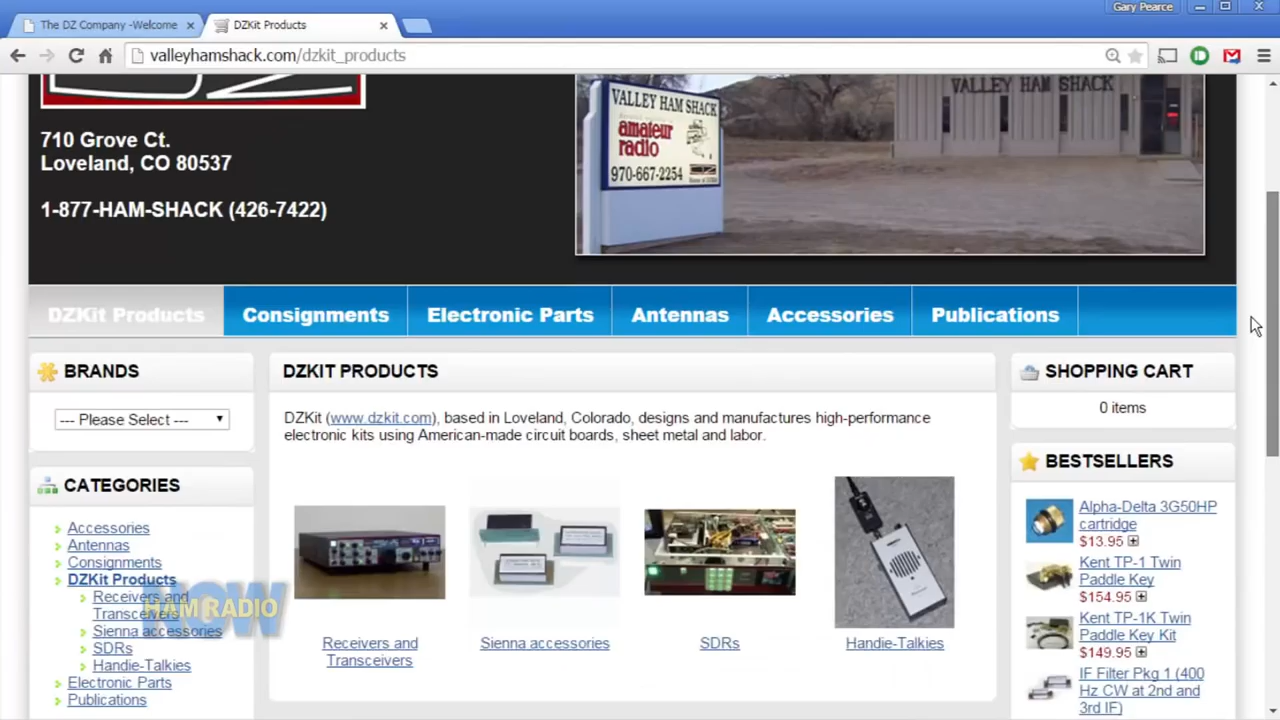 Gary Pearce
The DZ Company -Welcome
DZKit Products
valleyhamshack.com/dzkit_products
710 Grove Ct.
Loveland, CO 80537
1-877-HAM-SHACK (426-7422)
VALLEY HAM SHACK
amateur
radio
970-667-2254
VALLEY HAM SHACK
DZKit Products
Consignments
Electronic Parts
Antennas
Accessories
Publications
BRANDS
--- Please Select ---
CATEGORIES
Accessories
Antennas
Consignments
DZKit Products
Receivers and
Transceivers
Sienna accessories
SDRs
Handie-Talkies
Electronic Parts
Publications
NOW
HAM RADIO
DZKIT PRODUCTS
DZKit (www.dzkit.com), based in Loveland, Colorado, designs and manufactures high-performance
electronic kits using American-made circuit boards, sheet metal and labor.
Receivers and
Transceivers
Sienna accessories
SDRs
Handie-Talkies
SHOPPING CART
0 items
BESTSELLERS
Alpha-Delta 3G50HP
cartridge
$13.95
Kent TP-1 Twin
Paddle Key
$154.95
Kent TP-1K Twin
Paddle Key Kit
$149.95
IF Filter Pkg 1 (400
Hz CW at 2nd and
3rd IF)